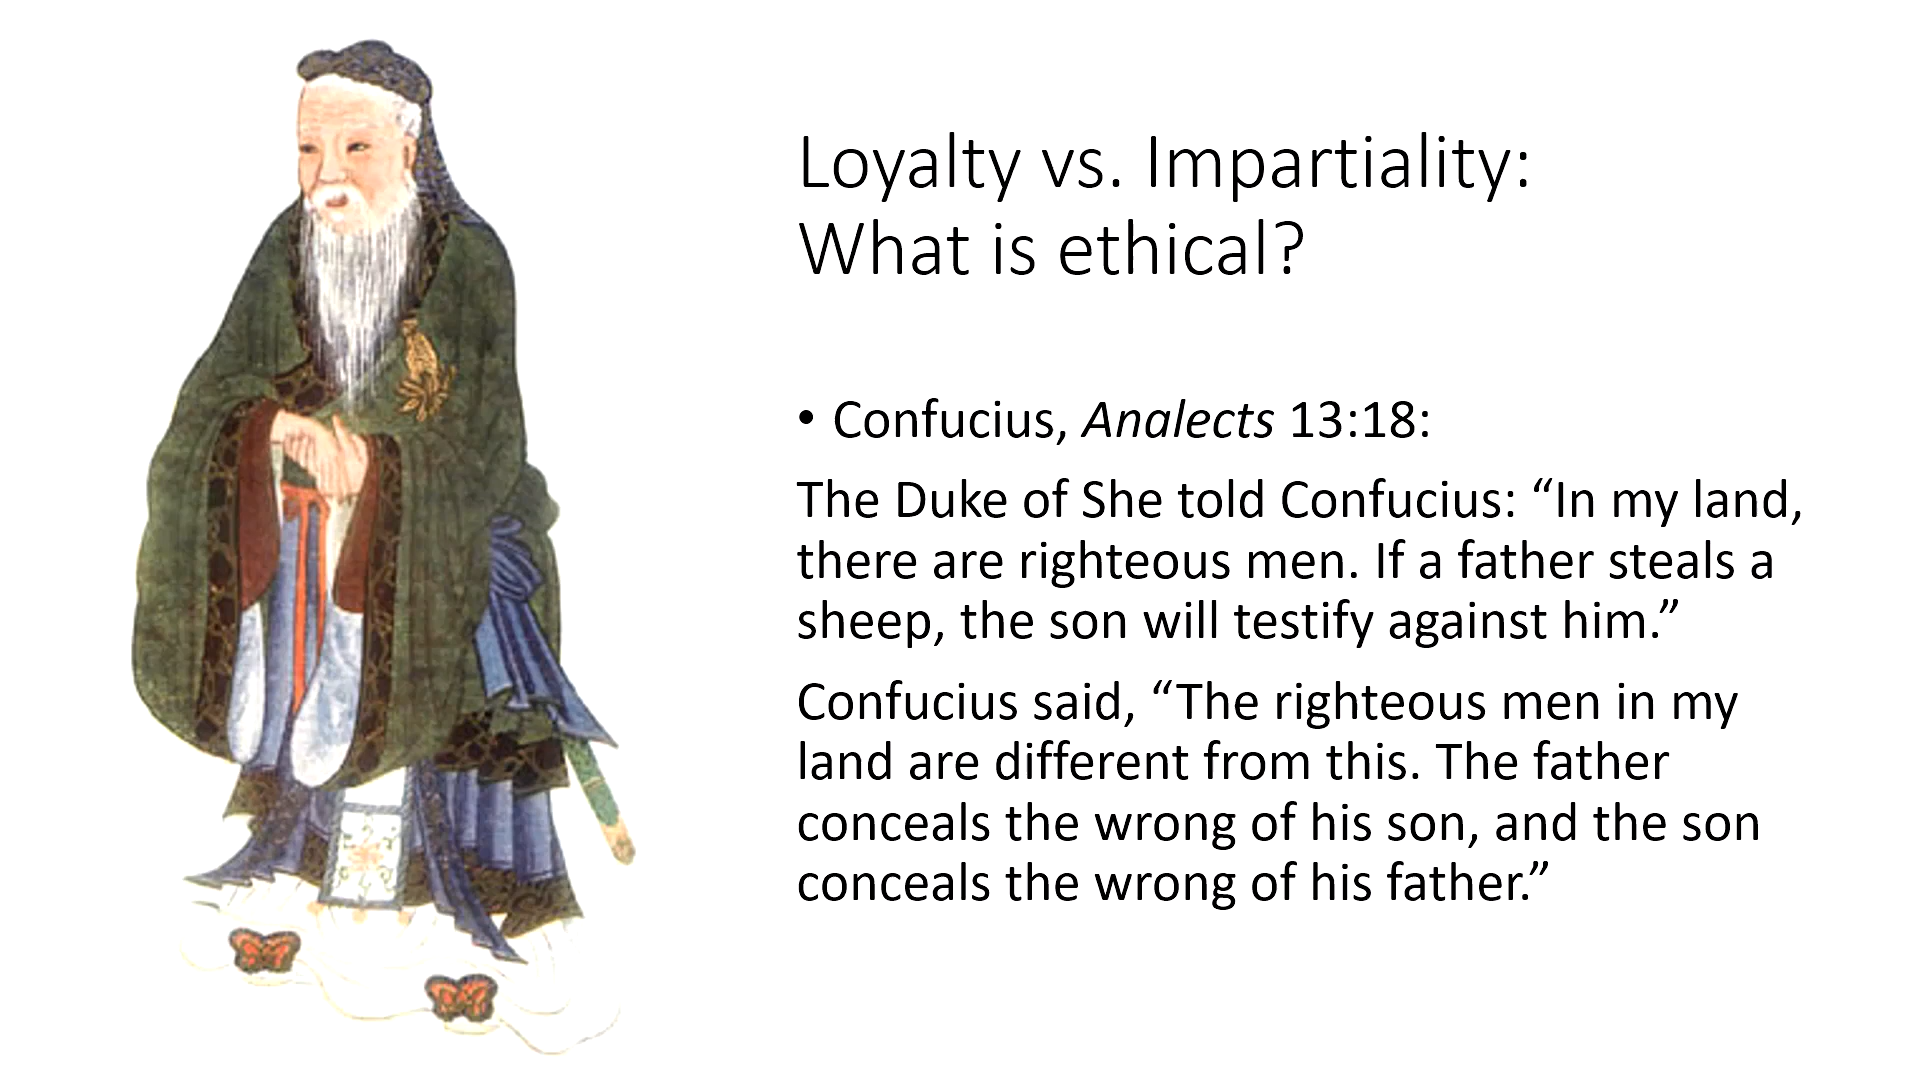 Loyalty vs. Impartiality:
What is ethical?
• Confucius, Analects 13:18:
The Duke of She told Confucius: “In my land,
there are righteous men. If a father steals a
sheep, the son will testify against him.”
Confucius said, “The righteous men in my
land are different from this. The father
conceals the wrong of his son, and the son
conceals the wrong of his father.”